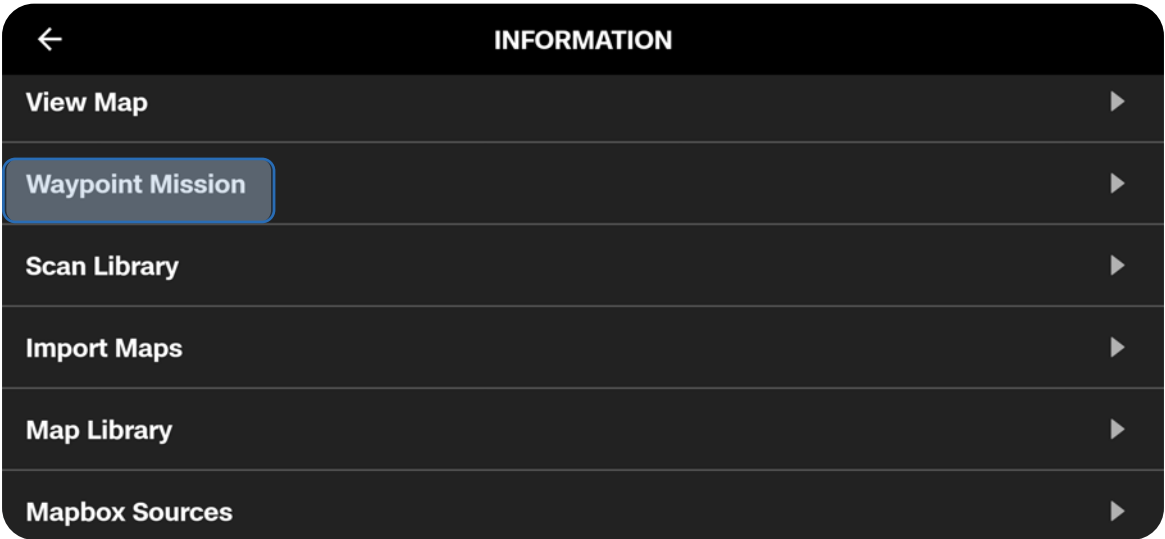 INFORMATION
View Map
Waypoint Mission
Scan Library
Import Maps
Map Library
Mapbox Sources